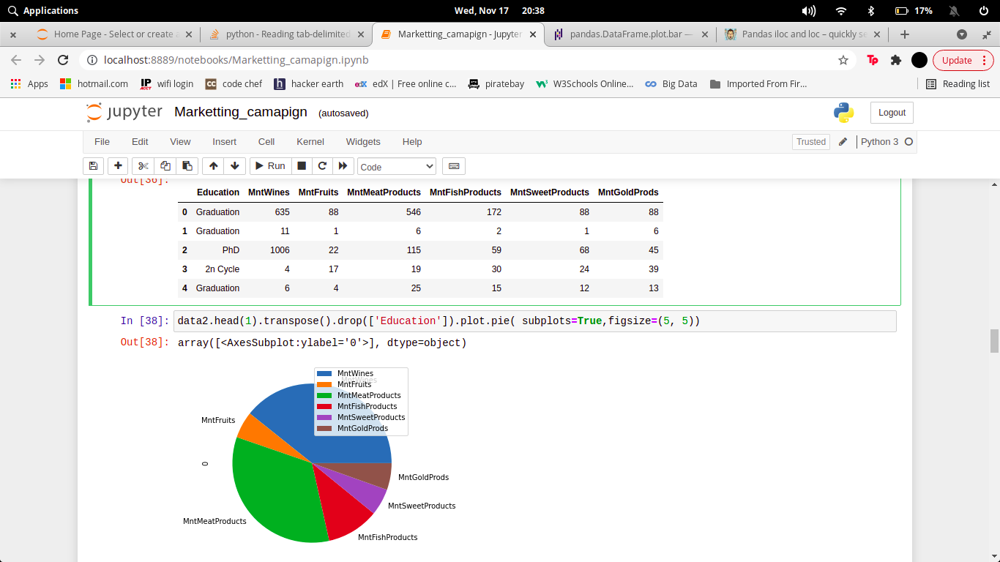 Applications Wed, Nov 17 20:38 17%
Home Page - Select or create a python - Reading tab-delimited Marketting_camapign - Jupyter pandas.DataFrame.plot.bar — Pandas iloc and loc – quickly se
localhost:8889/notebooks/Marketting_camapign.ipynb Tp Update
Apps hotmail.com IP ACCT wifi login CC code chef h hacker earth edX edX | Free online c... piratebay W3Schools Online... Big Data Imported From Fir... Reading list
jupyter Marketting_camapign (autosaved) Logout
File Edit View Insert Cell Kernel Widgets Help Trusted Python 3
Run Code
Out[36]:
Education MntWines MntFruits MntMeatProducts MntFishProducts MntSweetProducts MntGoldProds
0 Graduation 635 88 546 172 88 88
1 Graduation 11 1 6 2 1 6
2 PhD 1006 22 115 59 68 45
3 2n Cycle 4 17 19 30 24 39
4 Graduation 6 4 25 15 12 13
In [38]: data2.head(1).transpose().drop(['Education']).plot.pie( subplots=True,figsize=(5, 5))
Out[38]: array([<AxesSubplot:ylabel='0'>], dtype=object)
MntWines
MntWines
MntFruits
MntMeatProducts
MntFishProducts
MntSweetProducts
MntGoldProds
MntFruits
0
MntGoldProds
MntSweetProducts
MntMeatProducts
MntFishProducts